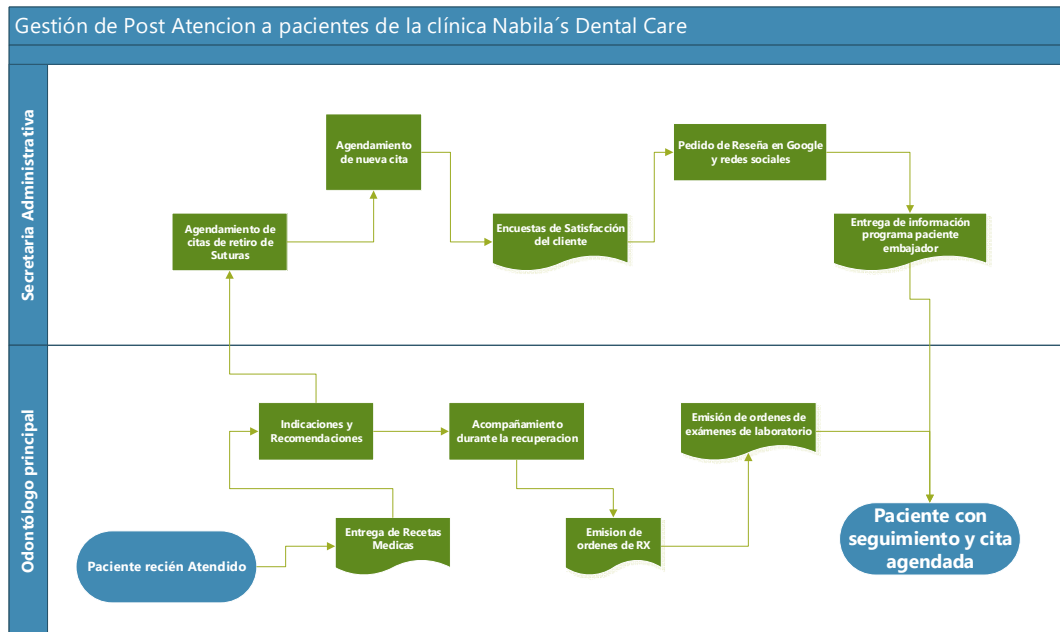 Gestión de Post Atencion a pacientes de la clínica Nabila´s Dental Care
Secretaria Administrativa
Agendamiento
de nueva cita
Pedido de Reseña en Google
y redes sociales
Agendamiento de
citas de retiro de
Suturas
Encuestas de Satisfacción
del cliente
Entrega de información
programa paciente
embajador
Odontólogo principal
Indicaciones y
Recomendaciones
Acompañamiento
durante la recuperacion
Emisión de ordenes de
exámenes de laboratorio
Paciente recién Atendido
Entrega de Recetas
Medicas
Emision de
ordenes de RX
Paciente con
seguimiento y cita
agendada